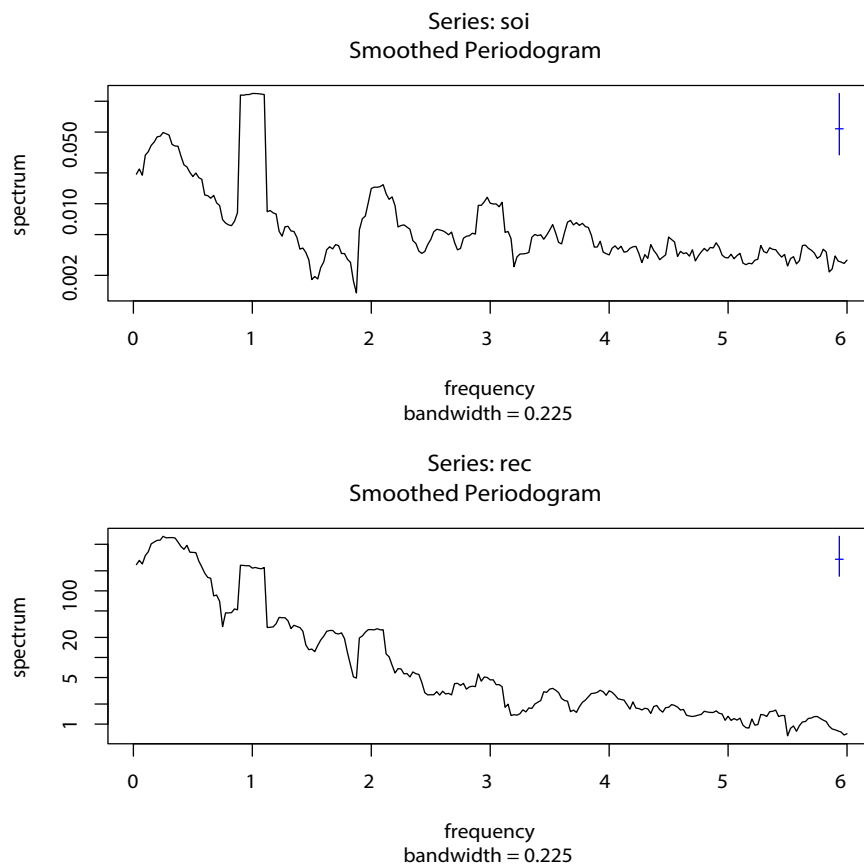 Series: soi
Smoothed Periodogram
spectrum
0.050
0.010
0.002
0 1 2 3 4 5 6
frequency
bandwidth = 0.225
Series: rec
Smoothed Periodogram
spectrum
100
20
5
1
0 1 2 3 4 5 6
frequency
bandwidth = 0.225